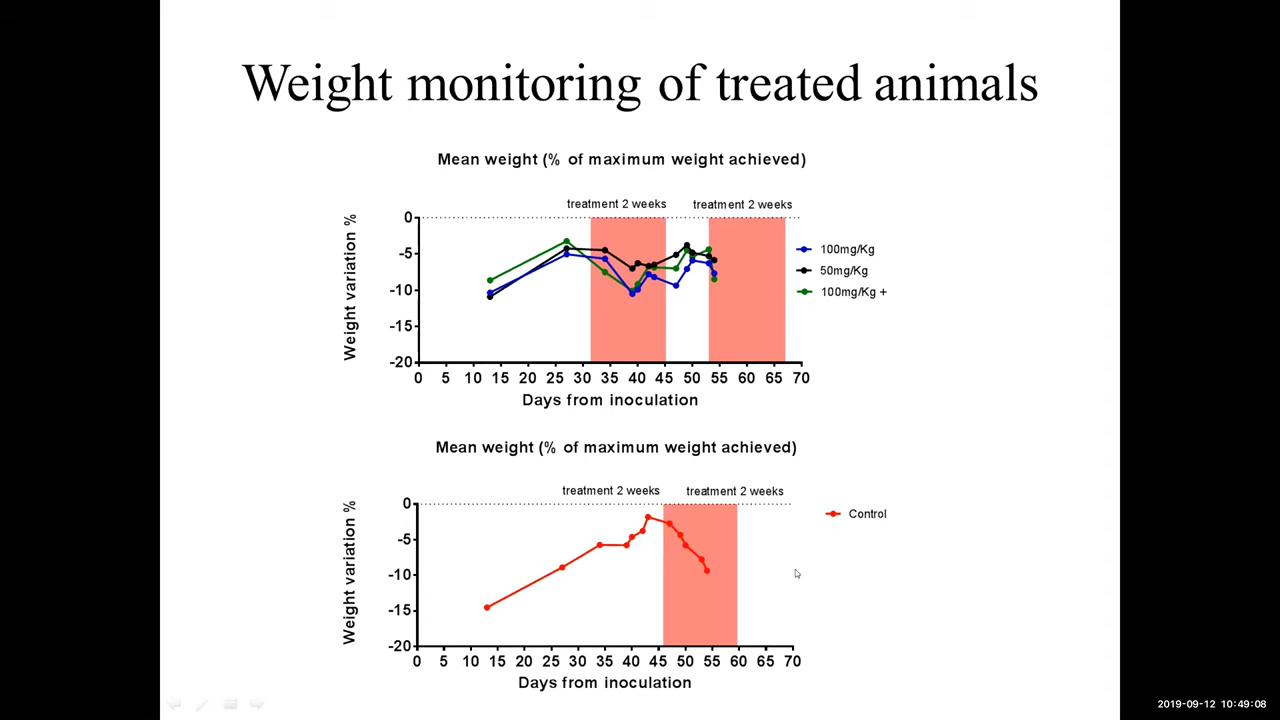 Weight monitoring of treated animals
Mean weight (% of maximum weight achieved)
treatment 2 weeks treatment 2 weeks
Weight variation %
0
-5
-10
-15
-20
0 5 10 15 20 25 30 35 40 45 50 55 60 65 70
Days from inoculation
100mg/Kg
50mg/Kg
100mg/Kg +
Mean weight (% of maximum weight achieved)
treatment 2 weeks treatment 2 weeks
Weight variation %
0
-5
-10
-15
-20
0 5 10 15 20 25 30 35 40 45 50 55 60 65 70
Days from inoculation
Control
2019-09-12 10:49:08